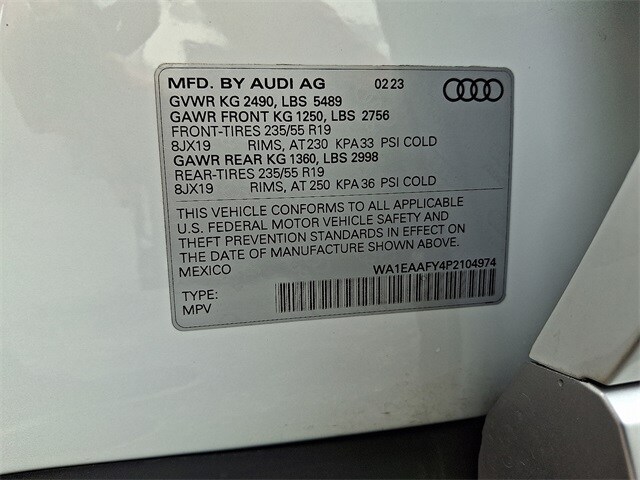 MFD. BY AUDI AG 02 23
GVWR KG 2490, LBS 5489
GAWR FRONT KG 1250, LBS 2756
FRONT-TIRES 235/55 R19
8JX19 RIMS, AT 230 KPA 33 PSI COLD
GAWR REAR KG 1360, LBS 2998
REAR-TIRES 235/55 R19
8JX19 RIMS, AT 250 KPA 36 PSI COLD
THIS VEHICLE CONFORMS TO ALL APPLICABLE
U.S. FEDERAL MOTOR VEHICLE SAFETY AND
THEFT PREVENTION STANDARDS IN EFFECT ON
THE DATE OF MANUFACTURE SHOWN ABOVE.
MEXICO WA1EAAFY4P2104974
TYPE:
MPV